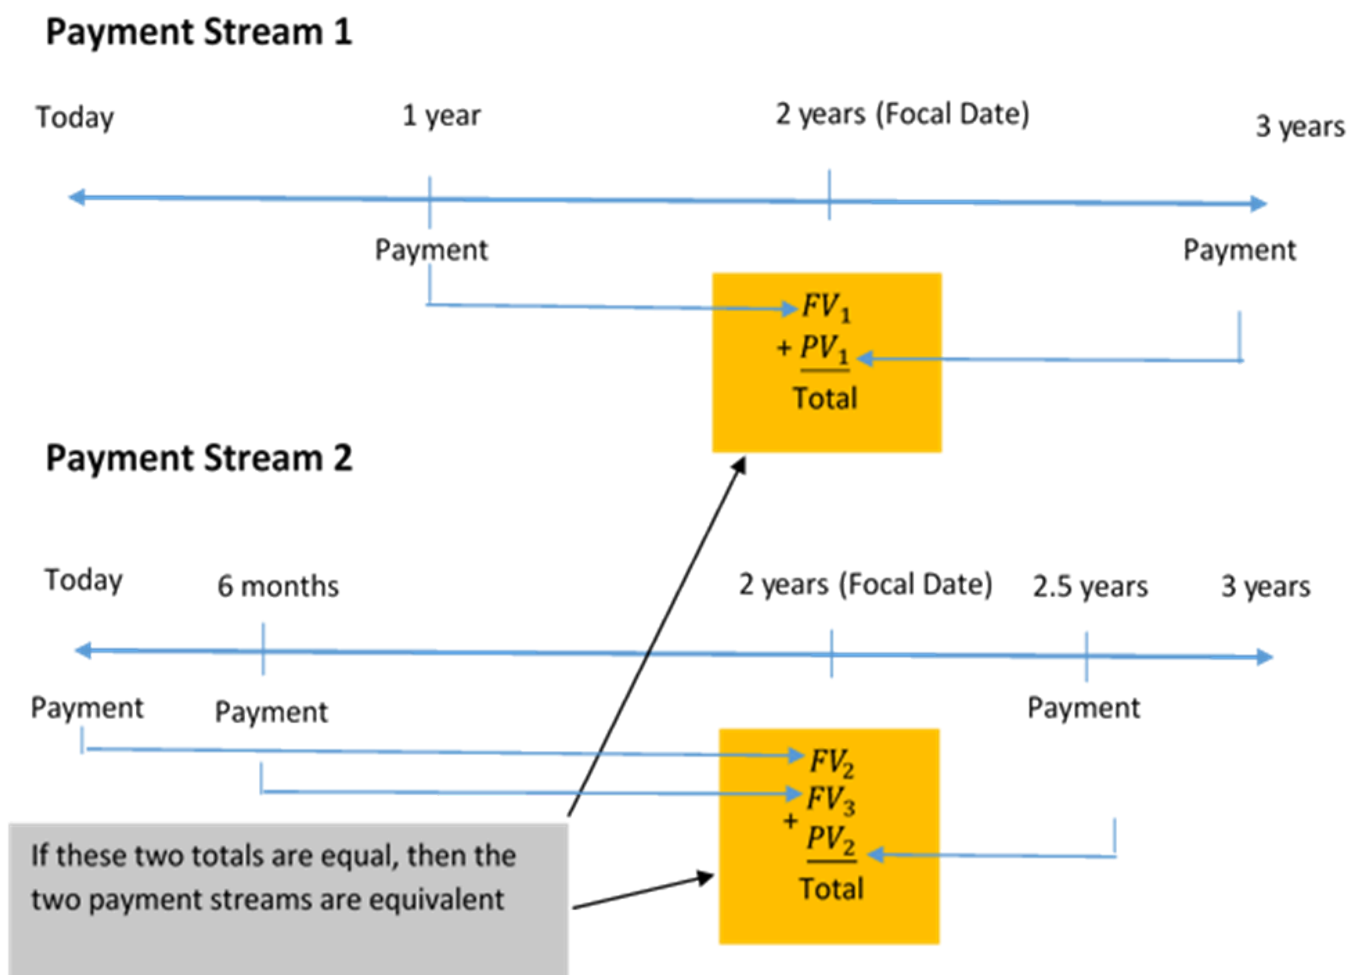 Payment Stream 1
Today 1 year 2 years (Focal Date) 3 years
Payment Payment
FV₁
+ PV₁
Total
Payment Stream 2
Today 6 months 2 years (Focal Date) 2.5 years 3 years
Payment Payment Payment
FV₂
FV₃
+
PV₂
Total
If these two totals are equal, then the
two payment streams are equivalent